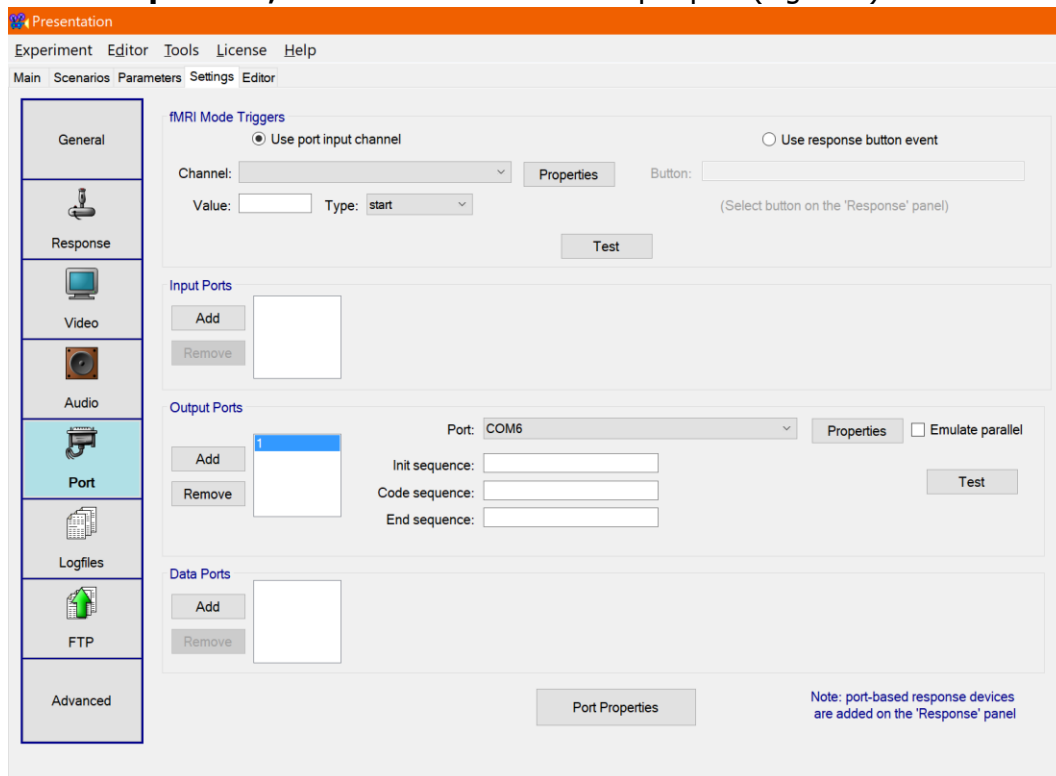 Presentation
Experiment Editor Tools License Help
Main Scenarios Parameters Settings Editor
General
Response
Video
Audio
Port
Logfiles
FTP
Advanced
fMRI Mode Triggers
Use port input channel
Use response button event
Channel:
Properties
Button:
Value:
Type: start
(Select button on the 'Response' panel)
Test
Input Ports
Add
Remove
Output Ports
Add
Remove
1
Port: COM6
Properties
Emulate parallel
Init sequence:
Code sequence:
End sequence:
Test
Data Ports
Add
Remove
Port Properties
Note: port-based response devices
are added on the 'Response' panel